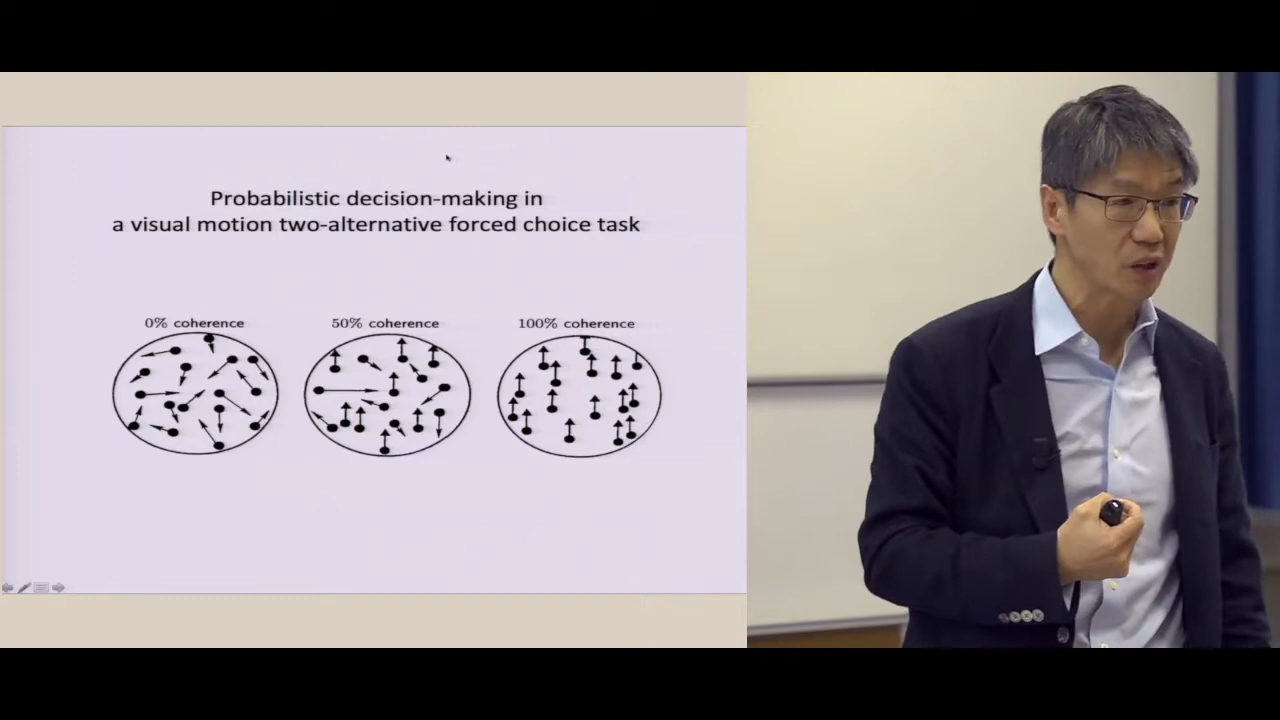 Probabilistic decision-making in
a visual motion two-alternative forced choice task
0% coherence
50% coherence
100% coherence